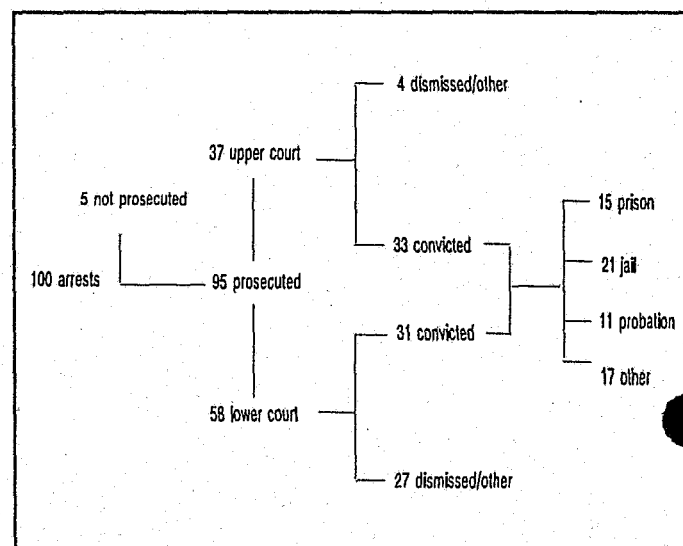 4 dismissed/other
37 upper court
5 not prosecuted
15 prison
33 convicted
21 jail
100 arrests
95 prosecuted
11 probation
31 convicted
17 other
58 lower court
27 dismissed/other